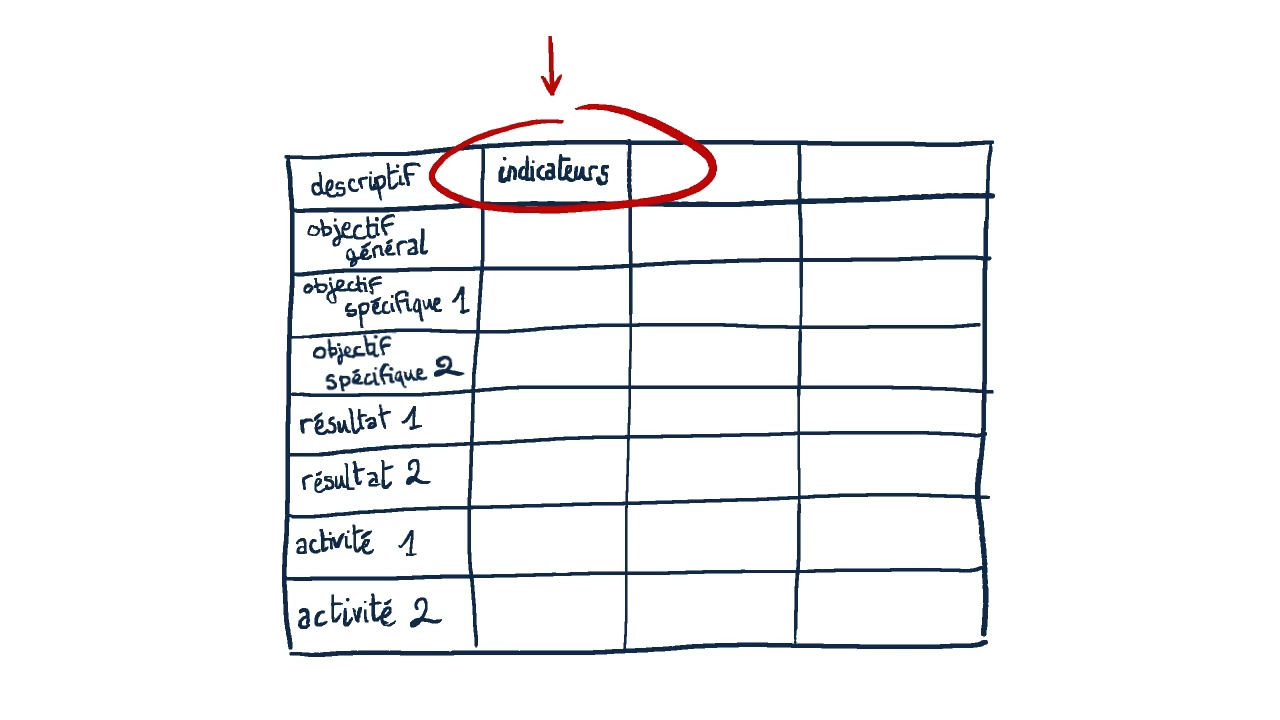 descriptif indicateurs
objectif
général
objectif
spécifique 1
objectif
spécifique 2
résultat 1
résultat 2
activité 1
activité 2